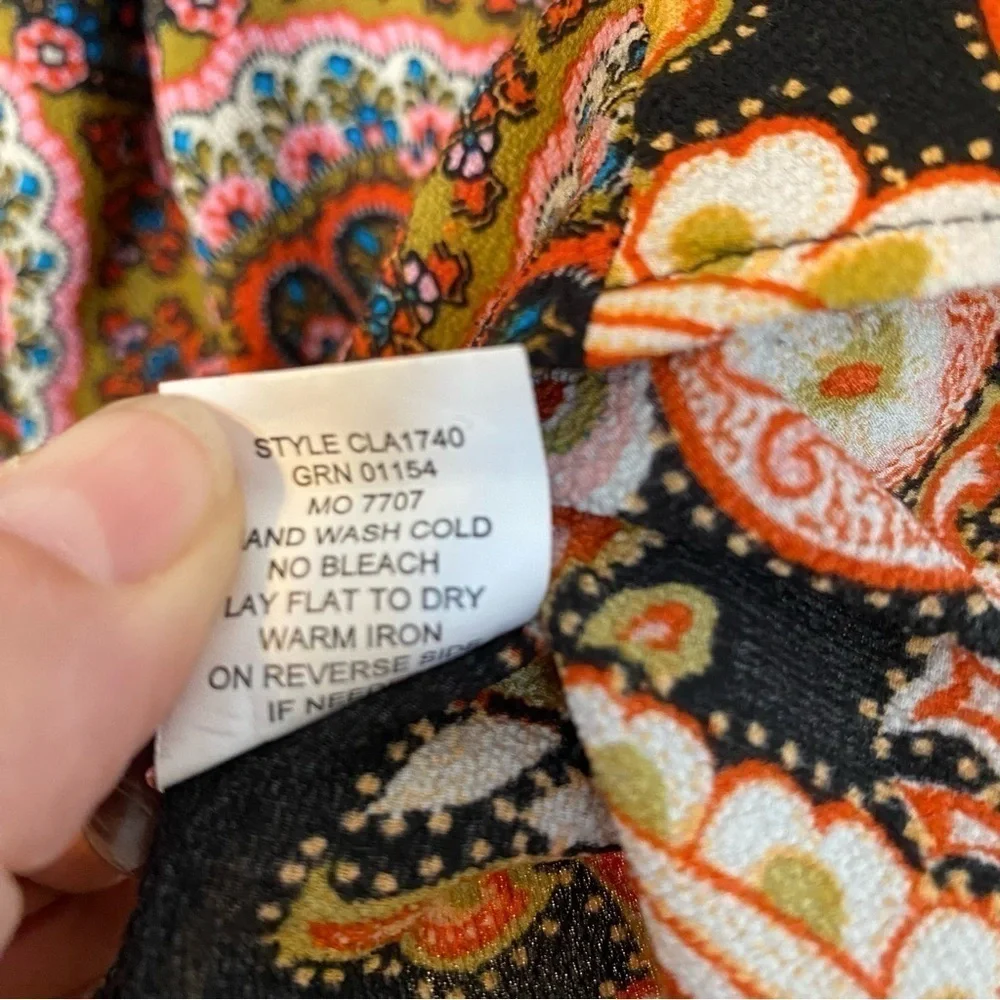 STYLE CLA1740
GRN 01154
MO 7707
AND WASH COLD
NO BLEACH
LAY FLAT TO DRY
WARM IRON
ON REVERSE SIDE
IF